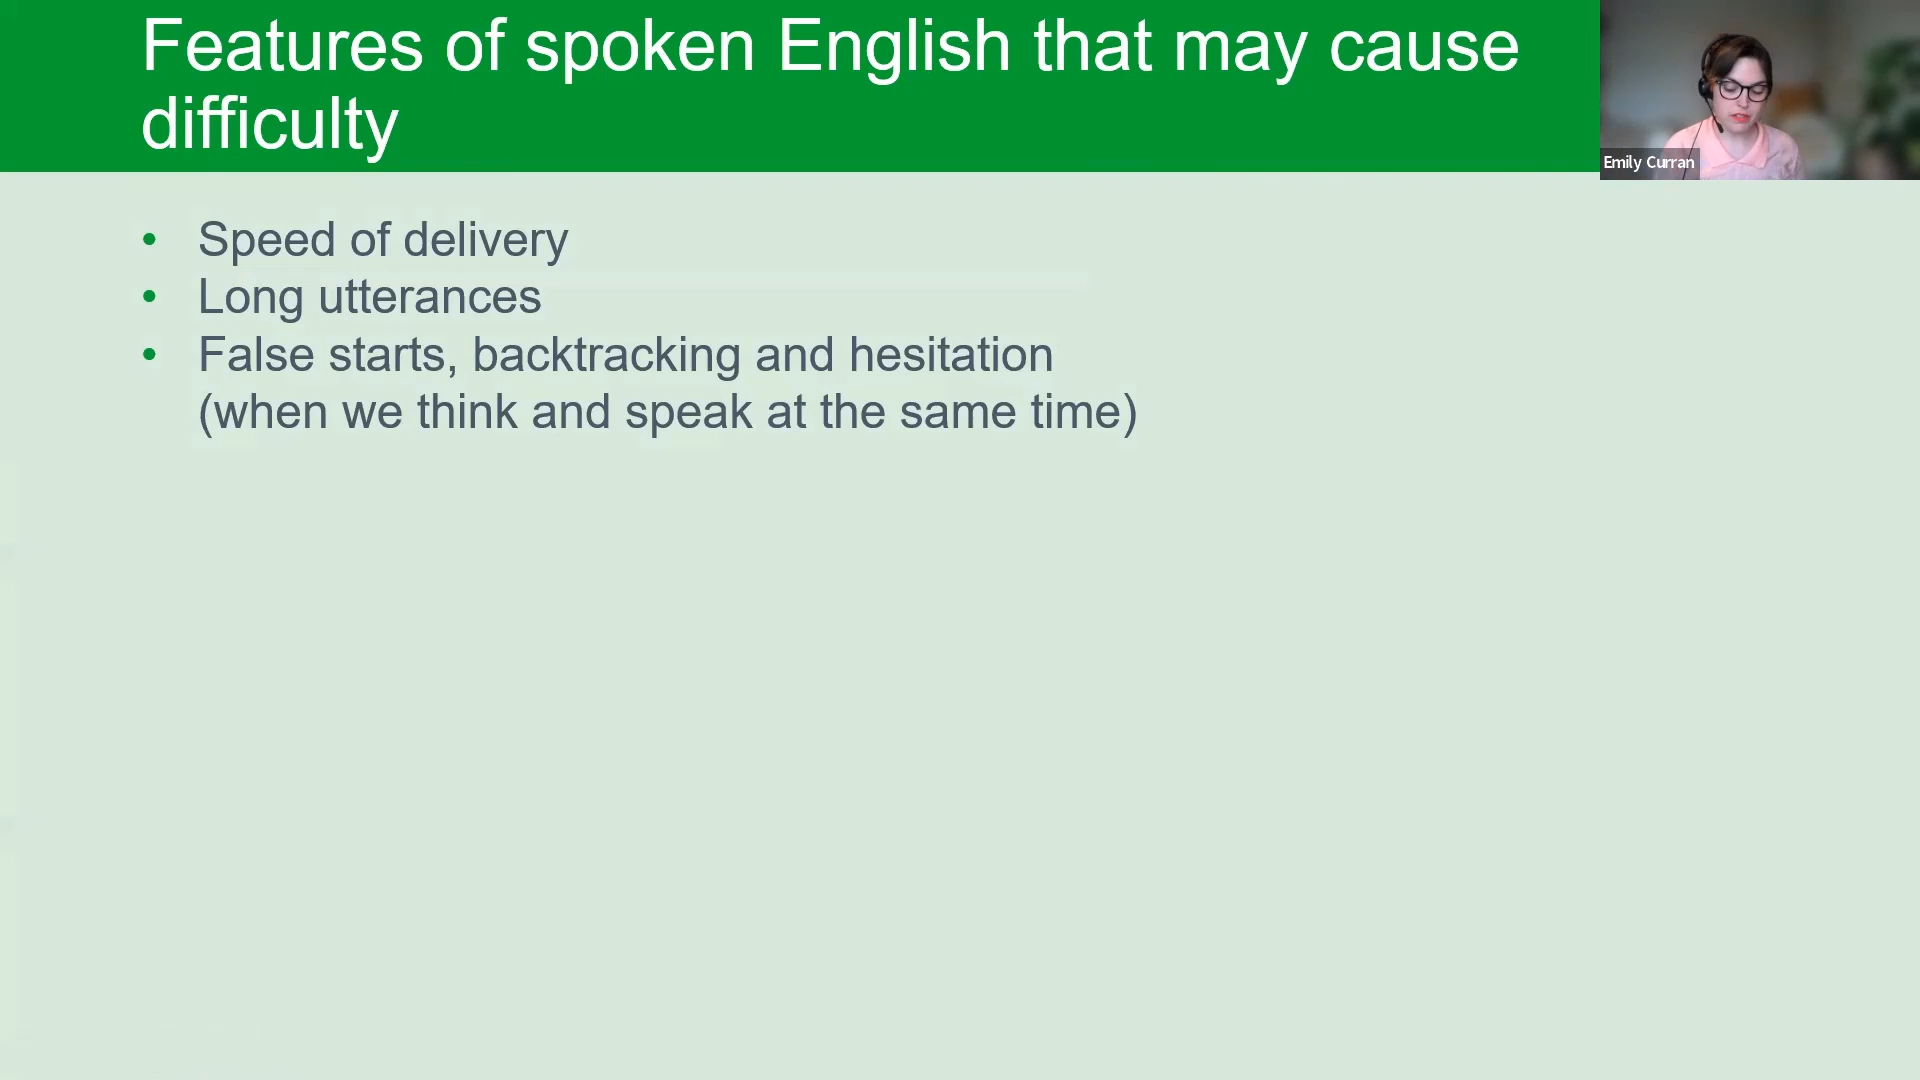 Features of spoken English that may cause
difficulty
Emily Curran
• Speed of delivery
• Long utterances
• False starts, backtracking and hesitation
(when we think and speak at the same time)